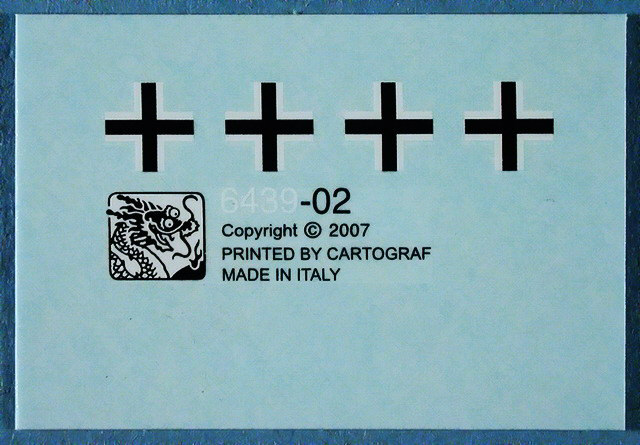 6439-02
Copyright © 2007
PRINTED BY CARTOGRAF
MADE IN ITALY